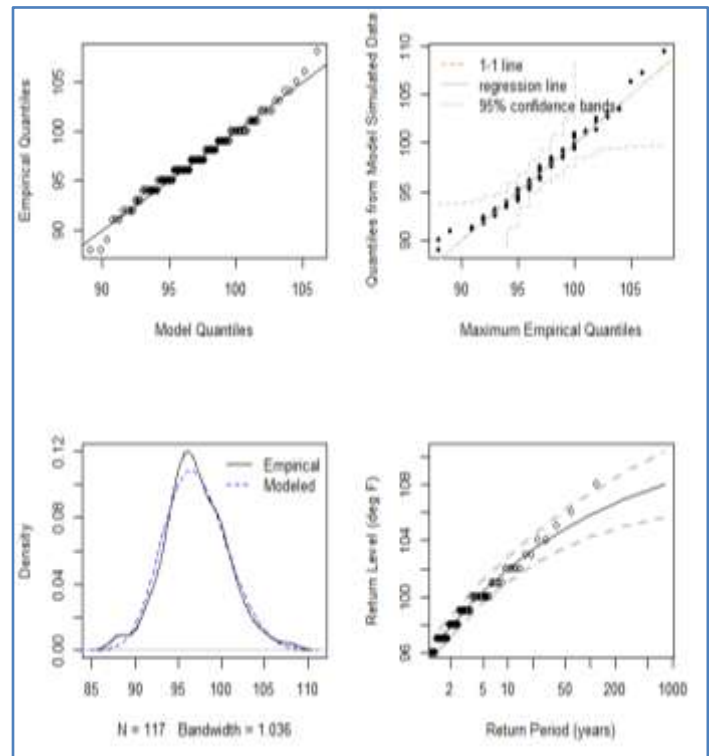 Empirical Quantiles
90 95 100 105
90 95 100 105
Model Quantiles
Quantiles from Model Simulated Data
90 95 100 105 110
1-1 line
regression line
95% confidence bands
90 95 100 105
Maximum Empirical Quantiles
Density
0.00 0.04 0.08 0.12
Empirical
Modeled
85 90 95 100 105 110
N = 117 Bandwidth = 1.036
Return Level (deg F)
96 100 104 108
2 5 10 50 200 1000
Return Period (years)